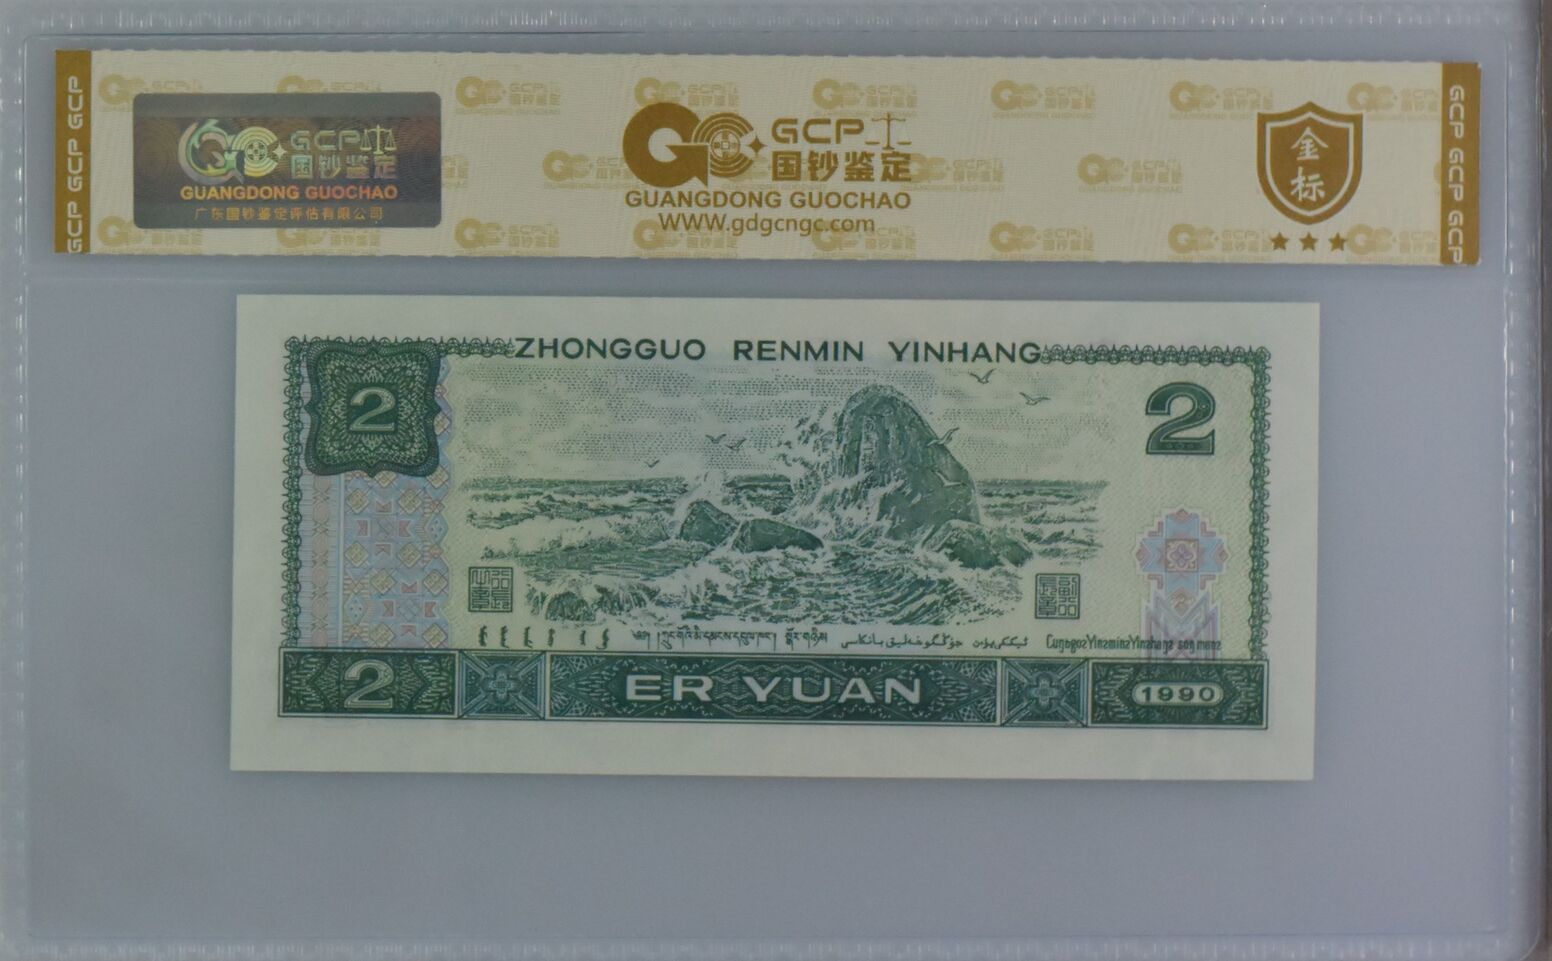 GCP GCP GCP
GCP
国钞鉴定
GUANGDONG GUOCHAO
广东国钞鉴定评估有限公司
GCP
国钞鉴定
GUANGDONG GUOCHAO
WWW.gdgcngc.com
金
标
GCP GCP GCP
ZHONGGUO RENMIN YINHANG
2
2
2
ER YUAN
1990